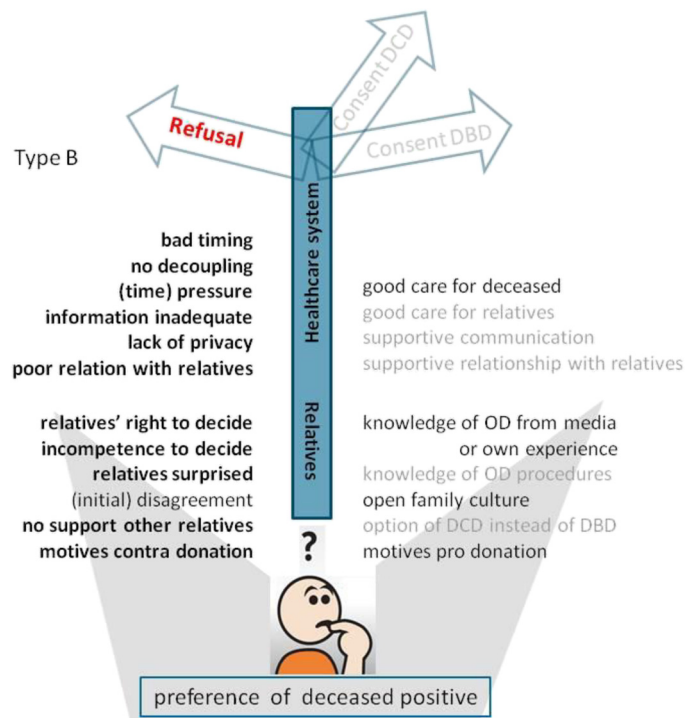 Consent DCD
Refusal
Consent DBD
Type B
Healthcare system
bad timing
no decoupling
(time) pressure
information inadequate
lack of privacy
poor relation with relatives
good care for deceased
good care for relatives
supportive communication
supportive relationship with relatives
Relatives
relatives’ right to decide
incompetence to decide
relatives surprised
(initial) disagreement
no support other relatives
motives contra donation
knowledge of OD from media
or own experience
knowledge of OD procedures
open family culture
option of DCD instead of DBD
motives pro donation
?
preference of deceased positive